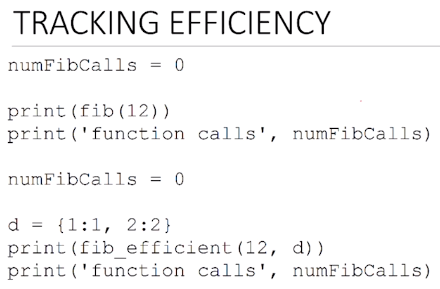 TRACKING EFFICIENCY
numFibCalls = 0
print(fib(12))
print('function calls', numFibCalls)
numFibCalls = 0
d = {1:1, 2:2}
print(fib_efficient(12, d))
print('function calls', numFibCalls)